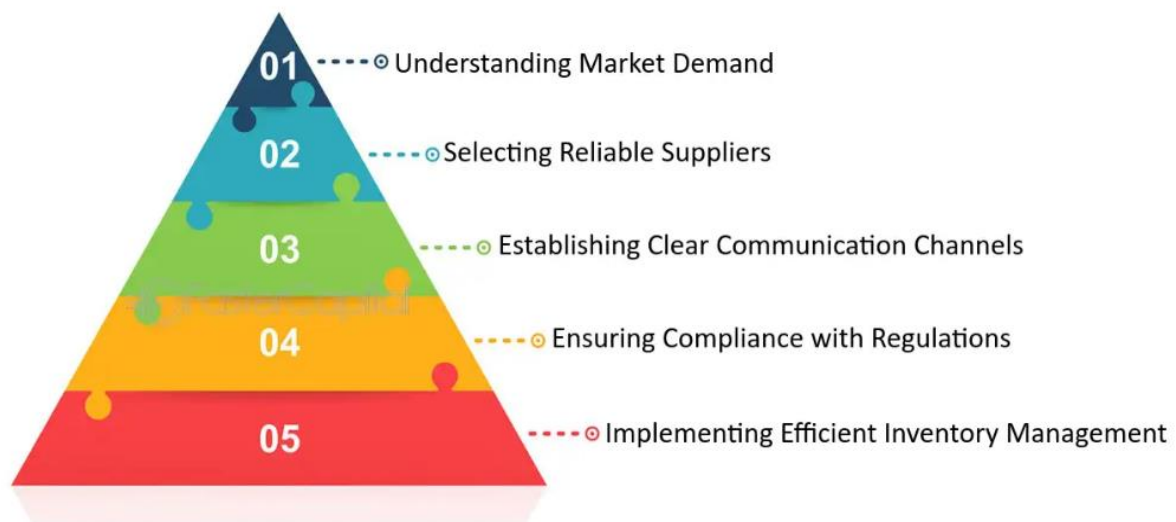 01
Understanding Market Demand
02
Selecting Reliable Suppliers
03
Establishing Clear Communication Channels
04
Ensuring Compliance with Regulations
05
Implementing Efficient Inventory Management